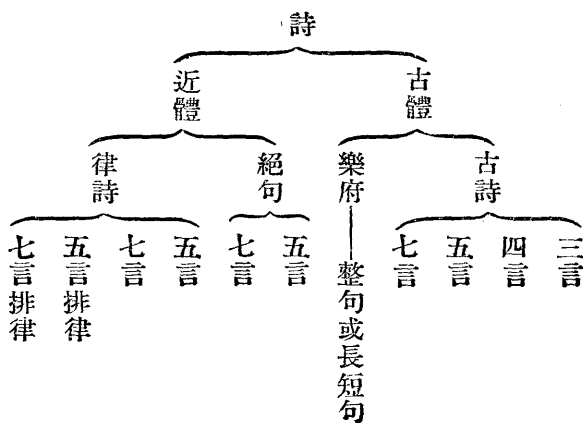 詩
古體
近體
古詩
樂府
絕句
律詩
三言
四言
五言
七言
整句或長短句
五言
七言
五言
七言
五言排律
七言排律